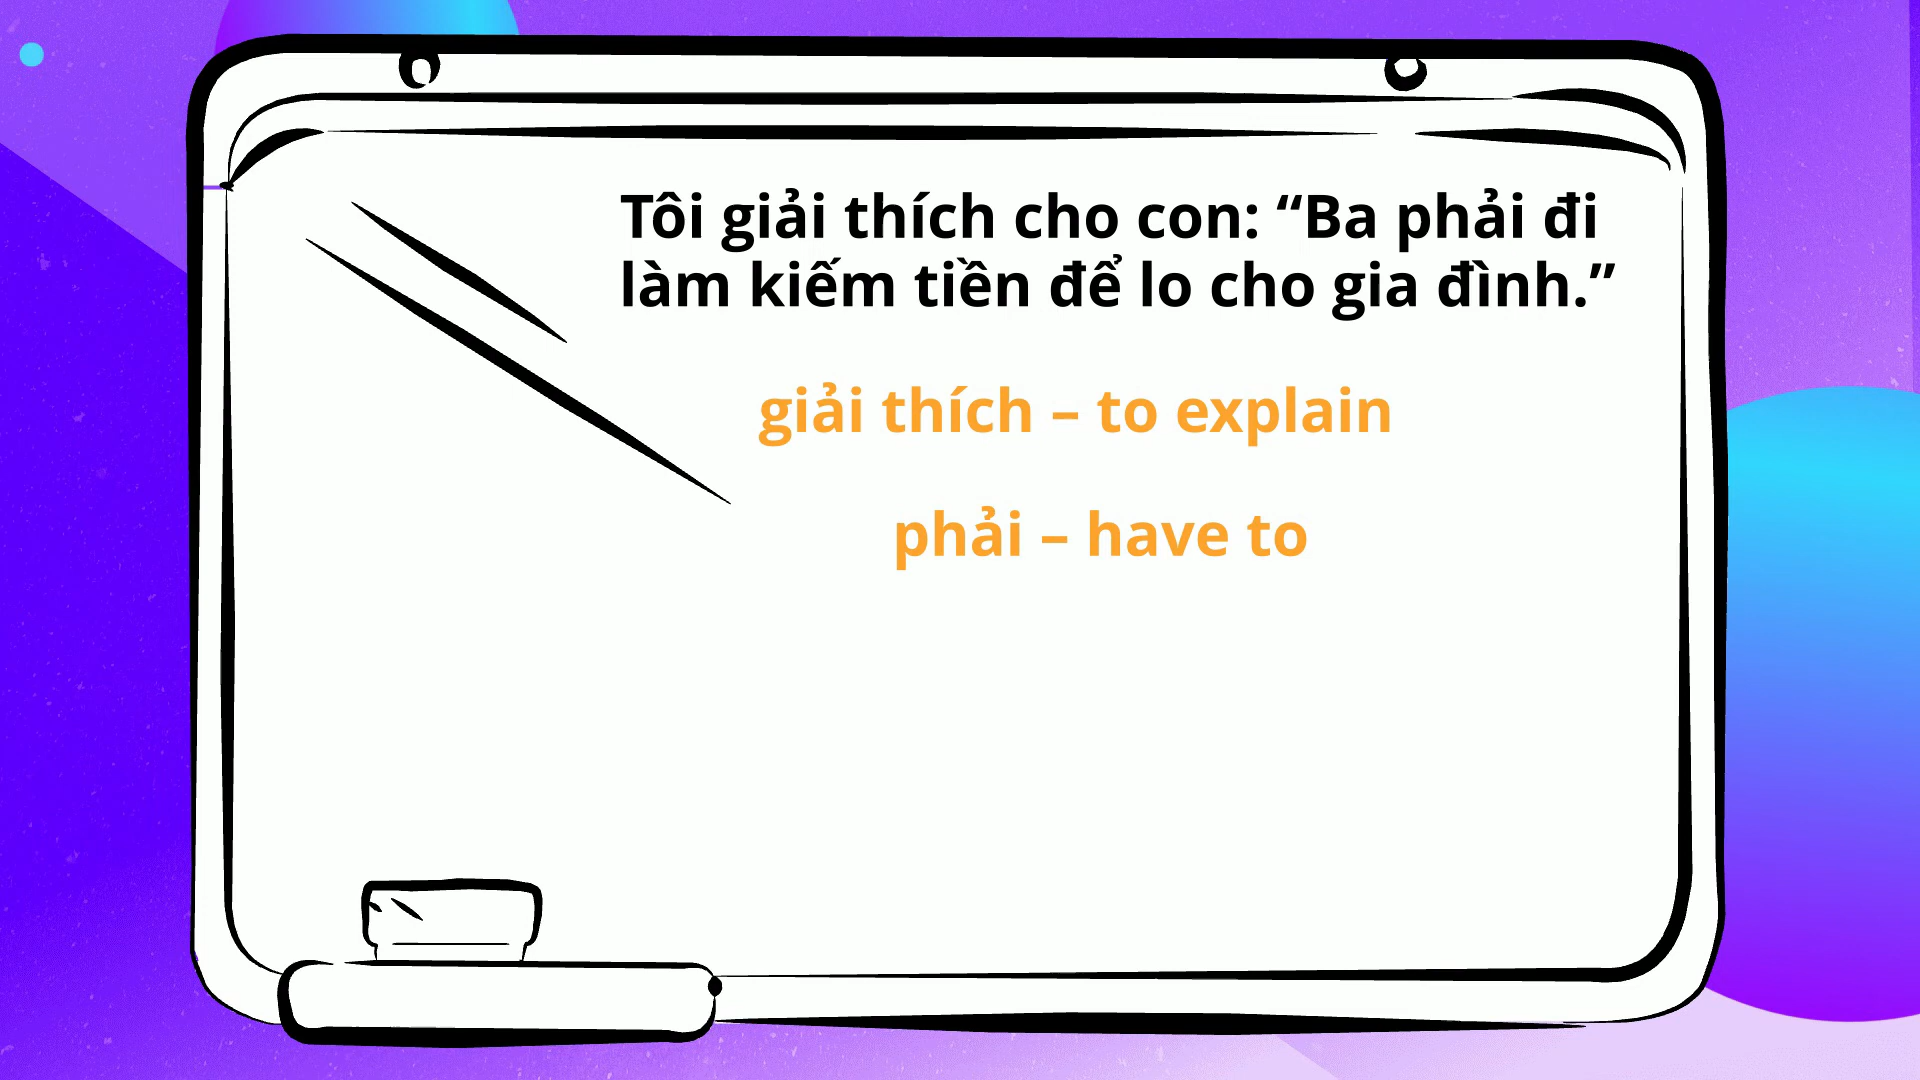 Tôi giải thích cho con: “Ba phải đi
làm kiếm tiền để lo cho gia đình.”
giải thích – to explain
phải – have to